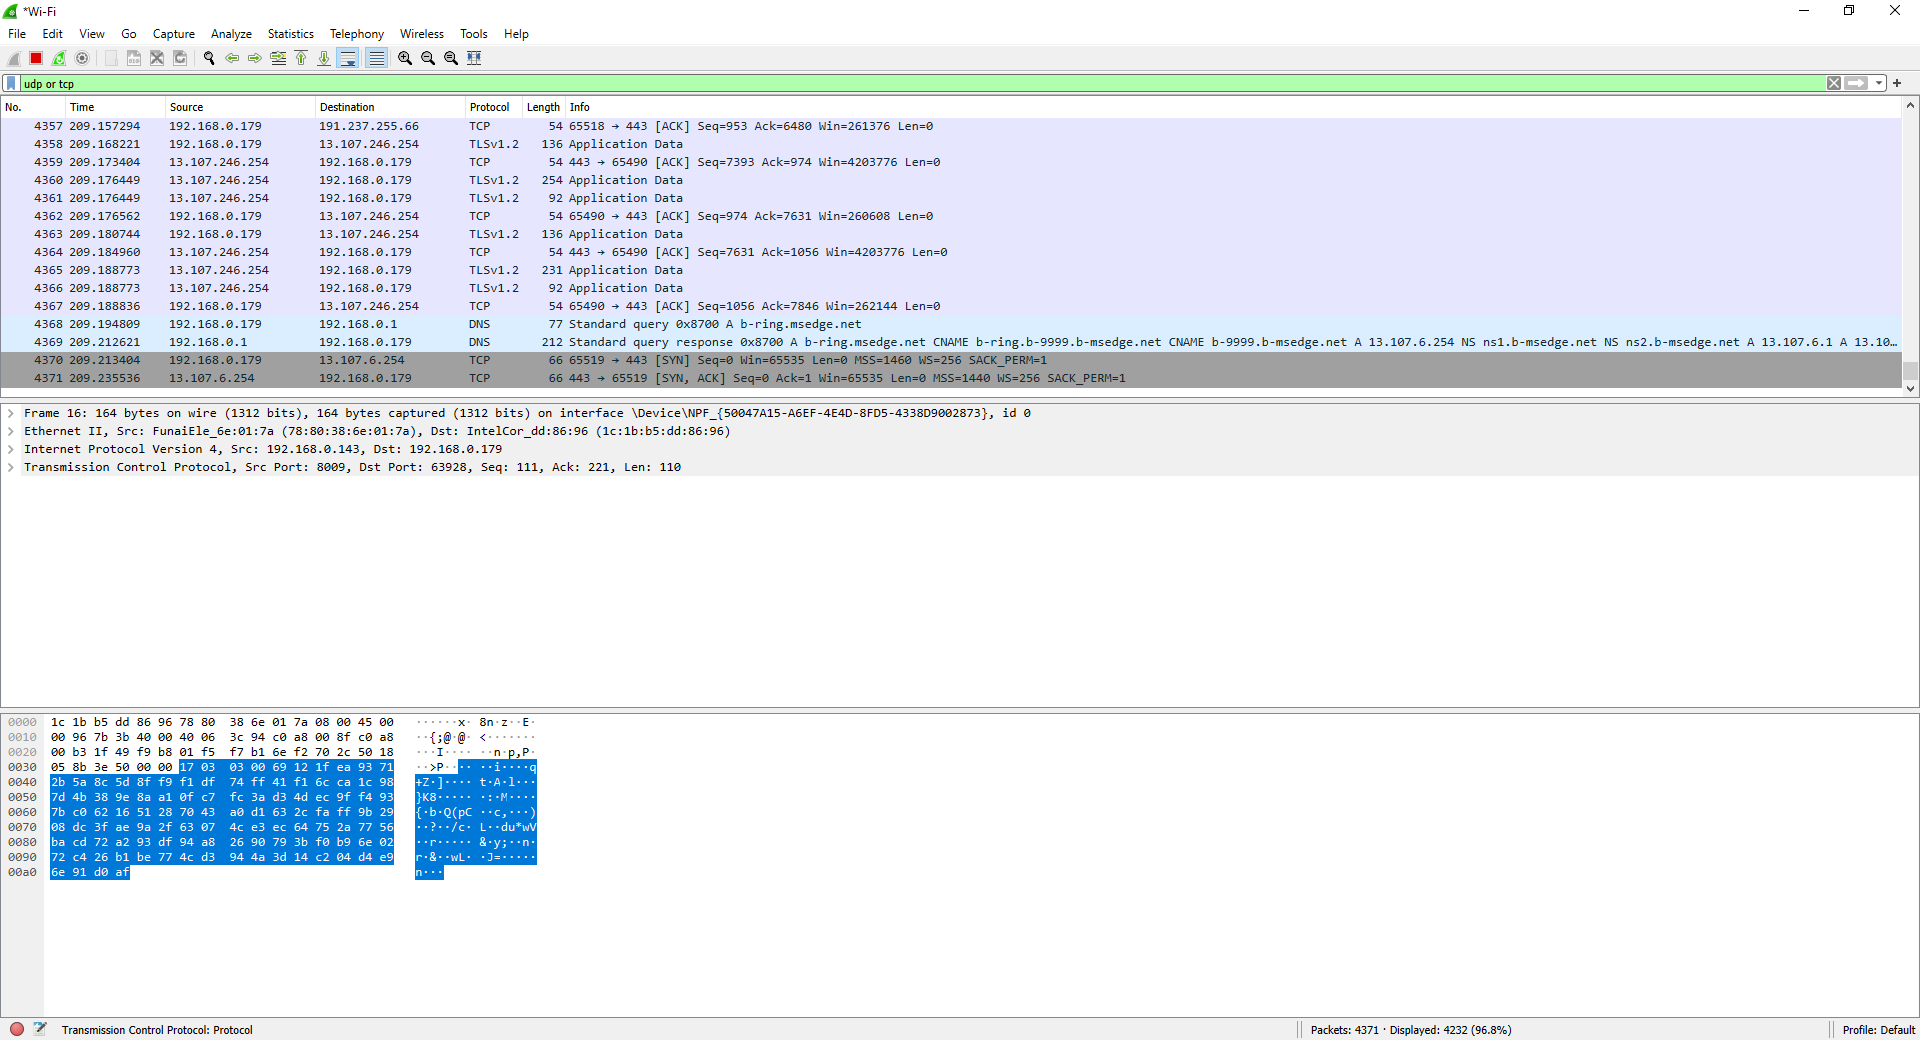 *Wi-Fi
File Edit View Go Capture Analyze Statistics Telephony Wireless Tools Help
udp or tcp
No. Time Source Destination Protocol Length Info
4357 209.157294 192.168.0.179 191.237.255.66 TCP 54 65518 → 443 [ACK] Seq=953 Ack=6480 Win=261376 Len=0
4358 209.168221 192.168.0.179 13.107.246.254 TLSv1.2 136 Application Data
4359 209.173404 13.107.246.254 192.168.0.179 TCP 54 443 → 65490 [ACK] Seq=7393 Ack=974 Win=4203776 Len=0
4360 209.176449 13.107.246.254 192.168.0.179 TLSv1.2 254 Application Data
4361 209.176449 13.107.246.254 192.168.0.179 TLSv1.2 92 Application Data
4362 209.176562 192.168.0.179 13.107.246.254 TCP 54 65490 → 443 [ACK] Seq=974 Ack=7631 Win=260608 Len=0
4363 209.180744 192.168.0.179 13.107.246.254 TLSv1.2 136 Application Data
4364 209.184960 13.107.246.254 192.168.0.179 TCP 54 443 → 65490 [ACK] Seq=7631 Ack=1056 Win=4203776 Len=0
4365 209.188773 13.107.246.254 192.168.0.179 TLSv1.2 231 Application Data
4366 209.188773 13.107.246.254 192.168.0.179 TLSv1.2 92 Application Data
4367 209.188836 192.168.0.179 13.107.246.254 TCP 54 65490 → 443 [ACK] Seq=1056 Ack=7846 Win=262144 Len=0
4368 209.194809 192.168.0.179 192.168.0.1 DNS 77 Standard query 0x8700 A b-ring.msedge.net
4369 209.212621 192.168.0.1 192.168.0.179 DNS 212 Standard query response 0x8700 A b-ring.msedge.net CNAME b-ring.b-9999.b-msedge.net CNAME b-9999.b-msedge.net A 13.107.6.254 NS ns1.b-msedge.net NS ns2.b-msedge.net A 13.107.6.1 A 13.10…
4370 209.213404 192.168.0.179 13.107.6.254 TCP 66 65519 → 443 [SYN] Seq=0 Win=65535 Len=0 MSS=1460 WS=256 SACK_PERM=1
4371 209.235536 13.107.6.254 192.168.0.179 TCP 66 443 → 65519 [SYN, ACK] Seq=0 Ack=1 Win=65535 Len=0 MSS=1440 WS=256 SACK_PERM=1
Frame 16: 164 bytes on wire (1312 bits), 164 bytes captured (1312 bits) on interface \Device\NPF_{50047A15-A6EF-4E4D-8FD5-4338D9002873}, id 0
Ethernet II, Src: FunaiEle_6e:01:7a (78:80:38:6e:01:7a), Dst: IntelCor_dd:86:96 (1c:1b:b5:dd:86:96)
Internet Protocol Version 4, Src: 192.168.0.143, Dst: 192.168.0.179
Transmission Control Protocol, Src Port: 8009, Dst Port: 63928, Seq: 111, Ack: 221, Len: 110
0000 1c 1b b5 dd 86 96 78 80 38 6e 01 7a 08 00 45 00 ······x· 8n·z··E·
0010 00 96 7b 3b 40 00 40 06 3c 94 c0 a8 00 8f c0 a8 ··{;@·@· <·······
0020 00 b3 1f 49 f9 b8 01 f5 f7 b1 6e f2 70 2c 50 18 ···I···· ··n·p,P·
0030 05 8b 3e 50 00 00 17 03 03 00 69 12 1f ea 93 71 ··>P···· ··i····q
0040 2b 5a 8c 5d 8f f9 f1 df 74 ff 41 f1 6c ca 1c 98 +Z·]···· t·A·l···
0050 7d 4b 38 9e 8a a1 0f c7 fc 3a d3 4d ec 9f f4 93 }K8····· ·:·M····
0060 7b c0 62 16 51 28 70 43 a0 d1 63 2c fa ff 9b 29 {·b·Q(pC ··c,···)
0070 08 dc 3f ae 9a 2f 63 07 4c e3 ec 64 75 2a 77 56 ··?··/c· L··du*wV
0080 ba cd 72 a2 93 df 94 a8 26 90 79 3b f0 b9 6e 02 ··r····· &·y;··n·
0090 72 c4 26 b1 be 77 4c d3 94 4a 3d 14 c2 04 d4 e9 r·&··wL· ·J=·····
00a0 6e 91 d0 af n···
Transmission Control Protocol: Protocol Packets: 4371 · Displayed: 4232 (96.8%) Profile: Default